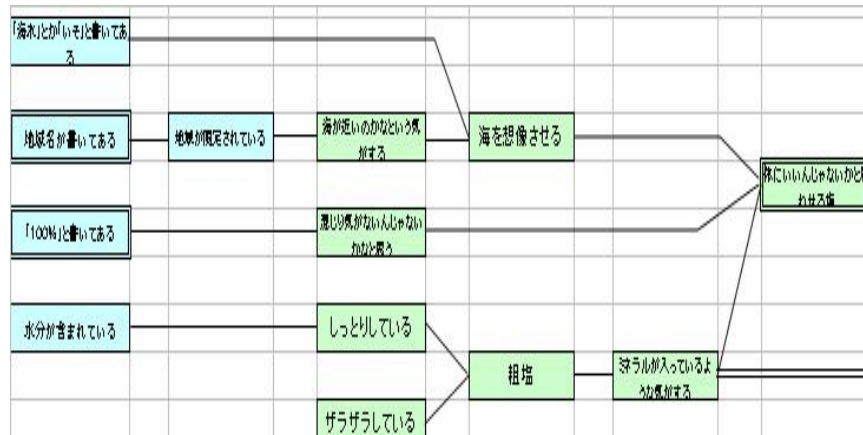 「海水」とか「いそ」と書いてあ
る
地域名が書いてある
地域が限定されている
海が近いのかなという気
がする
海を想像させる
体にいいんじゃないかと思
わせる塩
「100%」と書いてある
混じり気がないんじゃない
かなと思う
水分が含まれている
しっとりしている
粗塩
ミネラルが入っているよ
うな気がする
ザラザラしている